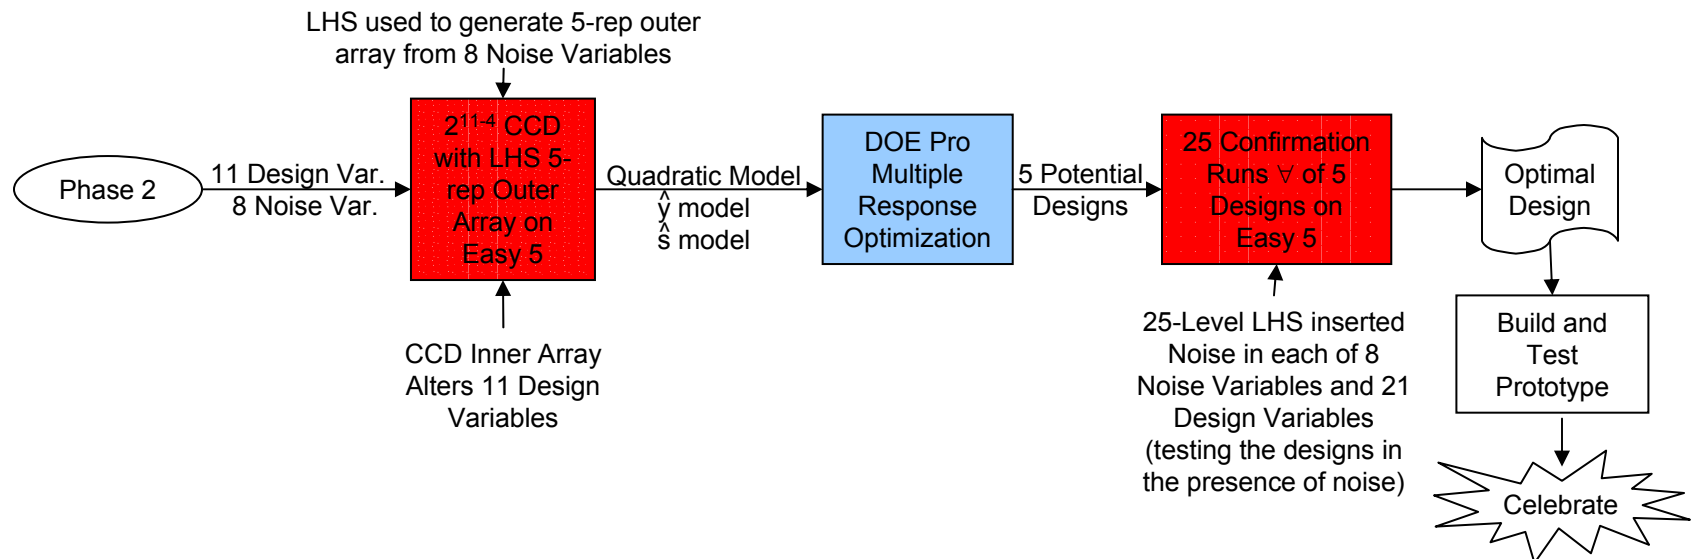 LHS used to generate 5-rep outer
array from 8 Noise Variables
Phase 2
11 Design Var.
8 Noise Var.
2¹¹⁻⁴ CCD
with LHS 5-
rep Outer
Array on
Easy 5
CCD Inner Array
Alters 11 Design
Variables
Quadratic Model
ŷ model
ŝ model
DOE Pro
Multiple
Response
Optimization
5 Potential
Designs
25 Confirmation
Runs ∀ of 5
Designs on
Easy 5
25-Level LHS inserted
Noise in each of 8
Noise Variables and 21
Design Variables
(testing the designs in
the presence of noise)
Optimal
Design
Build and
Test
Prototype
Celebrate